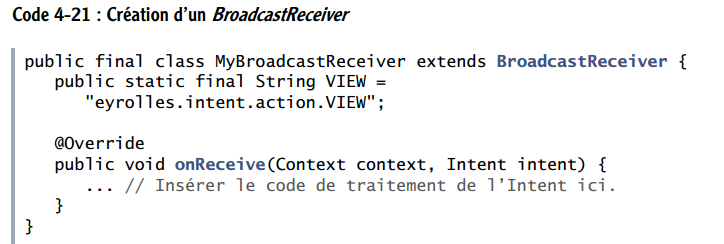 Code 4-21 : Création d’un BroadcastReceiver
public final class MyBroadcastReceiver extends BroadcastReceiver {
public static final String VIEW =
"eyrolles.intent.action.VIEW";
@Override
public void onReceive(Context context, Intent intent) {
... // Insérer le code de traitement de l’Intent ici.
}
}